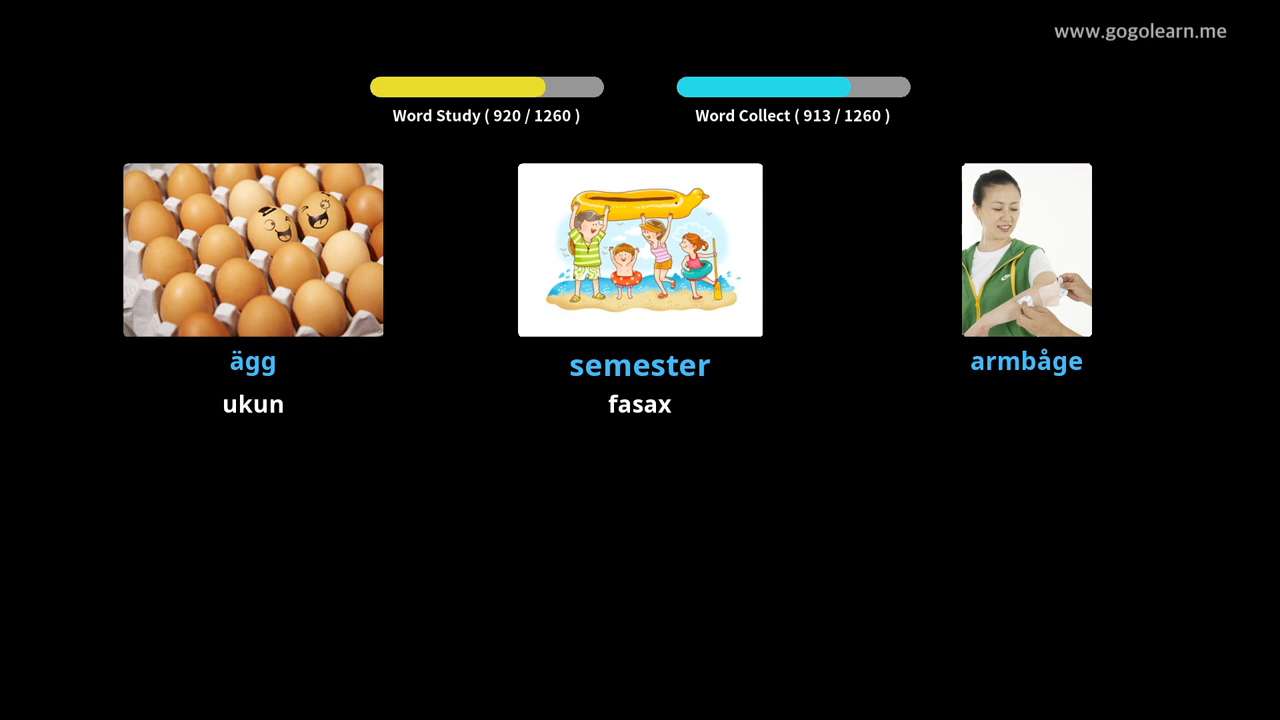 www.gogolearn.me
Word Study ( 920 / 1260 )
Word Collect ( 913 / 1260 )
ägg
semester
armbåge
ukun
fasax